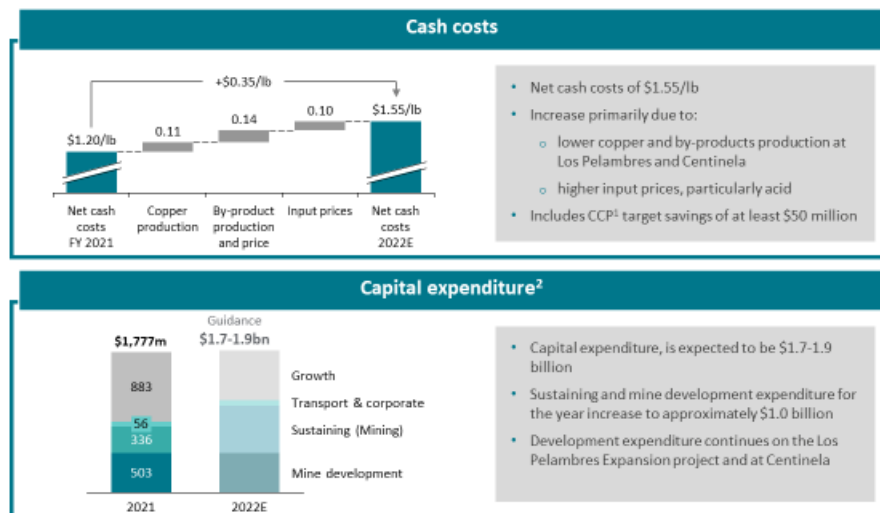 Cash costs
+$0.35/lb
$1.20/lb
0.11
0.14
0.10
$1.55/lb
Net cash
costs
FY 2021
Copper
production
By-product
production
and price
Input prices
Net cash
costs
2022E
• Net cash costs of $1.55/lb
• Increase primarily due to:
o lower copper and by-products production at
Los Pelambres and Centinela
o higher input prices, particularly acid
• Includes CCP1 target savings of at least $50 million
Capital expenditure2
$1,777m
Guidance
$1.7-1.9bn
883
56
336
503
Growth
Transport & corporate
Sustaining (Mining)
Mine development
2021
2022E
• Capital expenditure, is expected to be $1.7-1.9
billion
• Sustaining and mine development expenditure for
the year increase to approximately $1.0 billion
• Development expenditure continues on the Los
Pelambres Expansion project and at Centinela